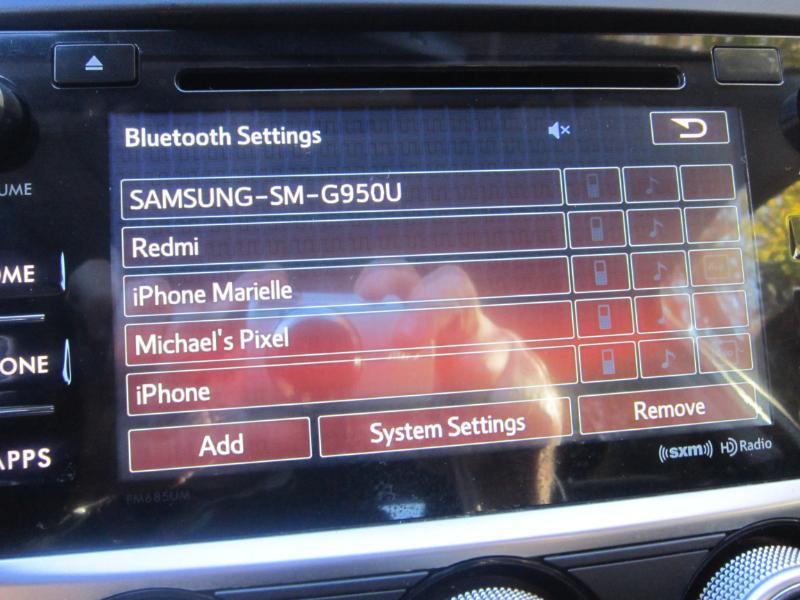 Bluetooth Settings
UME
SAMSUNG-SM-G950U
Redmi
OME
iPhone Marielle
Michael's Pixel
ONE
iPhone
Add
System Settings
Remove
APPS
((sxm)) HD Radio
FM685UM